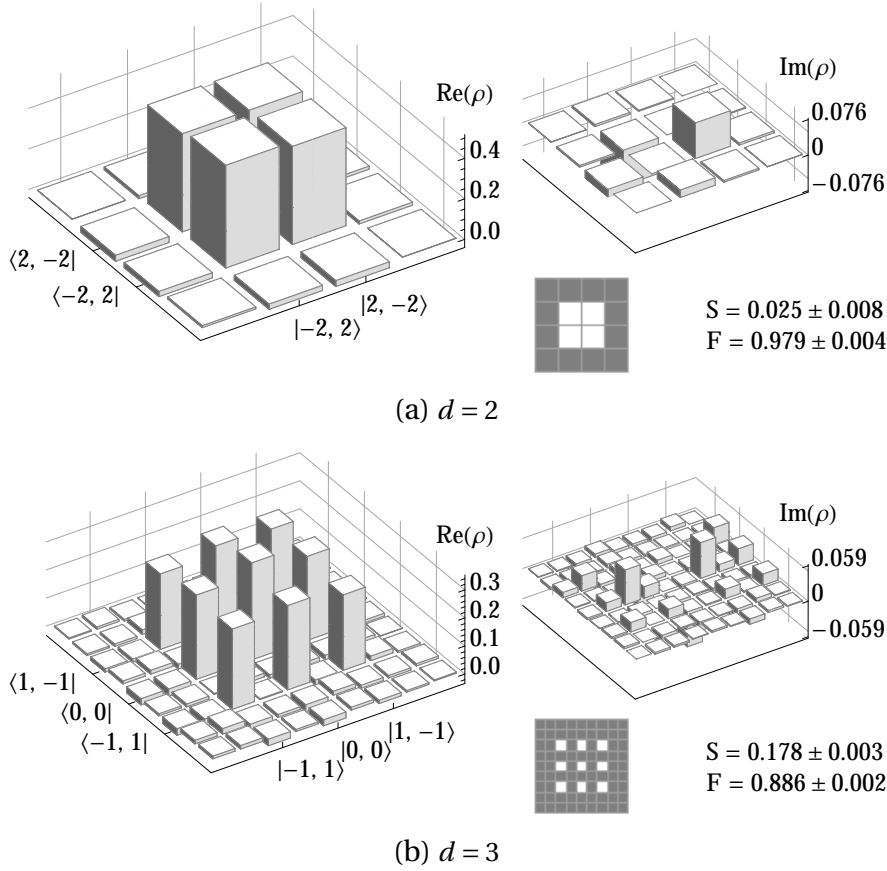 Re(ρ)
0.4
0.2
0.0
⟨2, −2|
⟨−2, 2|
|2, −2⟩
|−2, 2⟩
Im(ρ)
0.076
0
−0.076
S = 0.025 ± 0.008
F = 0.979 ± 0.004
(a) d = 2
Re(ρ)
0.3
0.2
0.1
0.0
⟨1, −1|
⟨0, 0|
⟨−1, 1|
|1, −1⟩
|0, 0⟩
|−1, 1⟩
Im(ρ)
0.059
0
−0.059
S = 0.178 ± 0.003
F = 0.886 ± 0.002
(b) d = 3